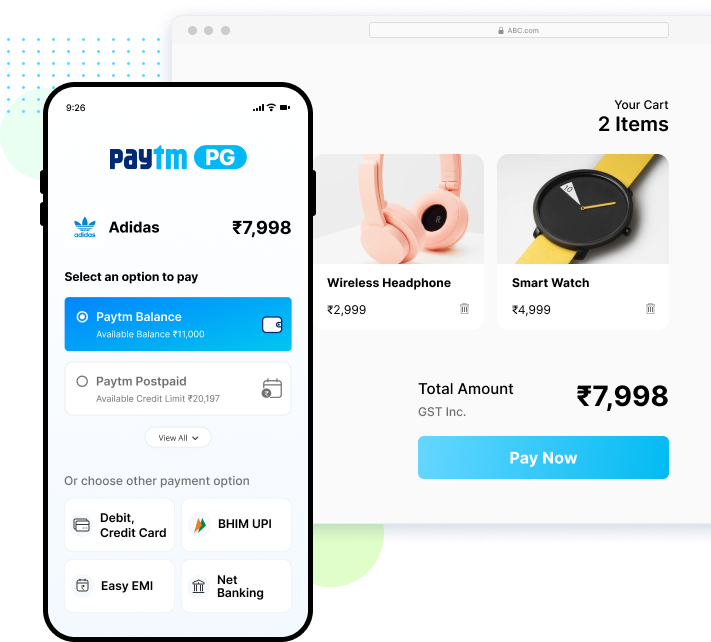 ABC.com
Your Cart
2 Items
Wireless Headphone
₹2,999
Smart Watch
₹4,999
10
Total Amount
GST Inc.
₹7,998
Pay Now
9:26
paytm PG
adidas
Adidas
₹7,998
Select an option to pay
Paytm Balance
Available Balance ₹11,000
Paytm Postpaid
Available Credit Limit ₹20,197
View All
Or choose other payment option
Debit,
Credit Card
BHIM UPI
Easy EMI
Net
Banking